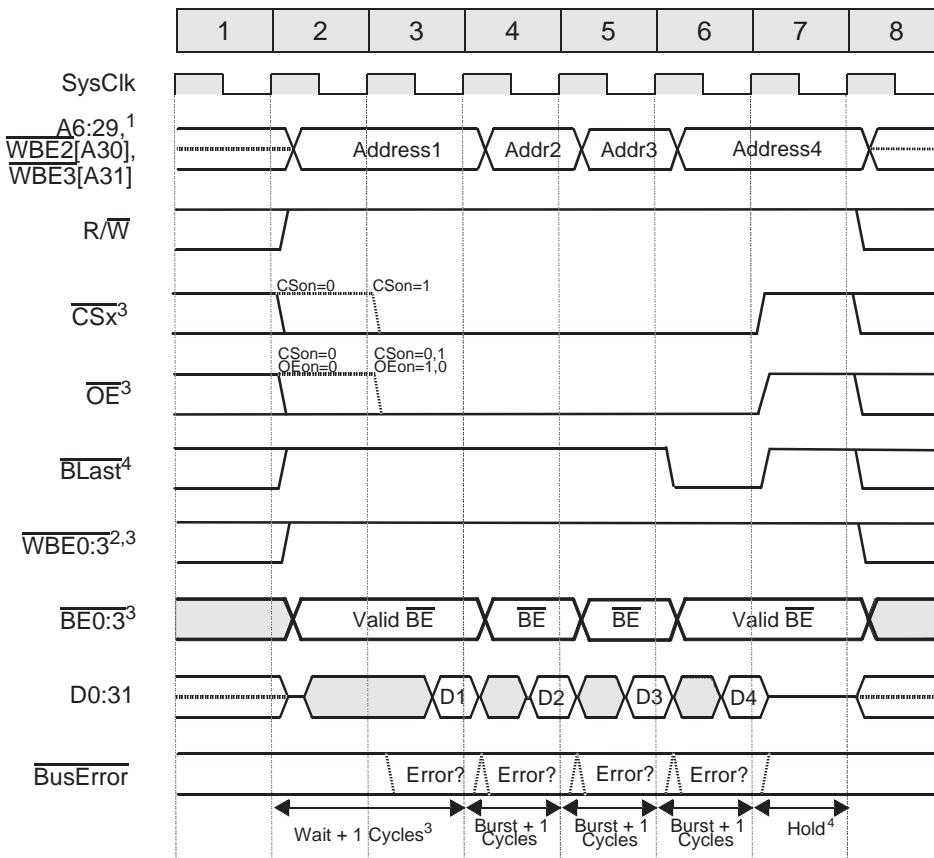 1 2 3 4 5 6 7 8
SysClk
A6:29,1
WBE2[A30],
WBE3[A31]
Address1 Addr2 Addr3 Address4
R/W
CSon=0 CSon=1
CSx3
CSon=0 CSon=0,1
OEon=0 OEon=1,0
OE3
BLast4
WBE0:32,3
BE0:33
Valid BE BE BE Valid BE
D0:31
D1 D2 D3 D4
BusError
Error? Error? Error? Error?
Wait + 1 Cycles3
Burst + 1
Cycles
Burst + 1
Cycles
Burst + 1
Cycles
Hold4